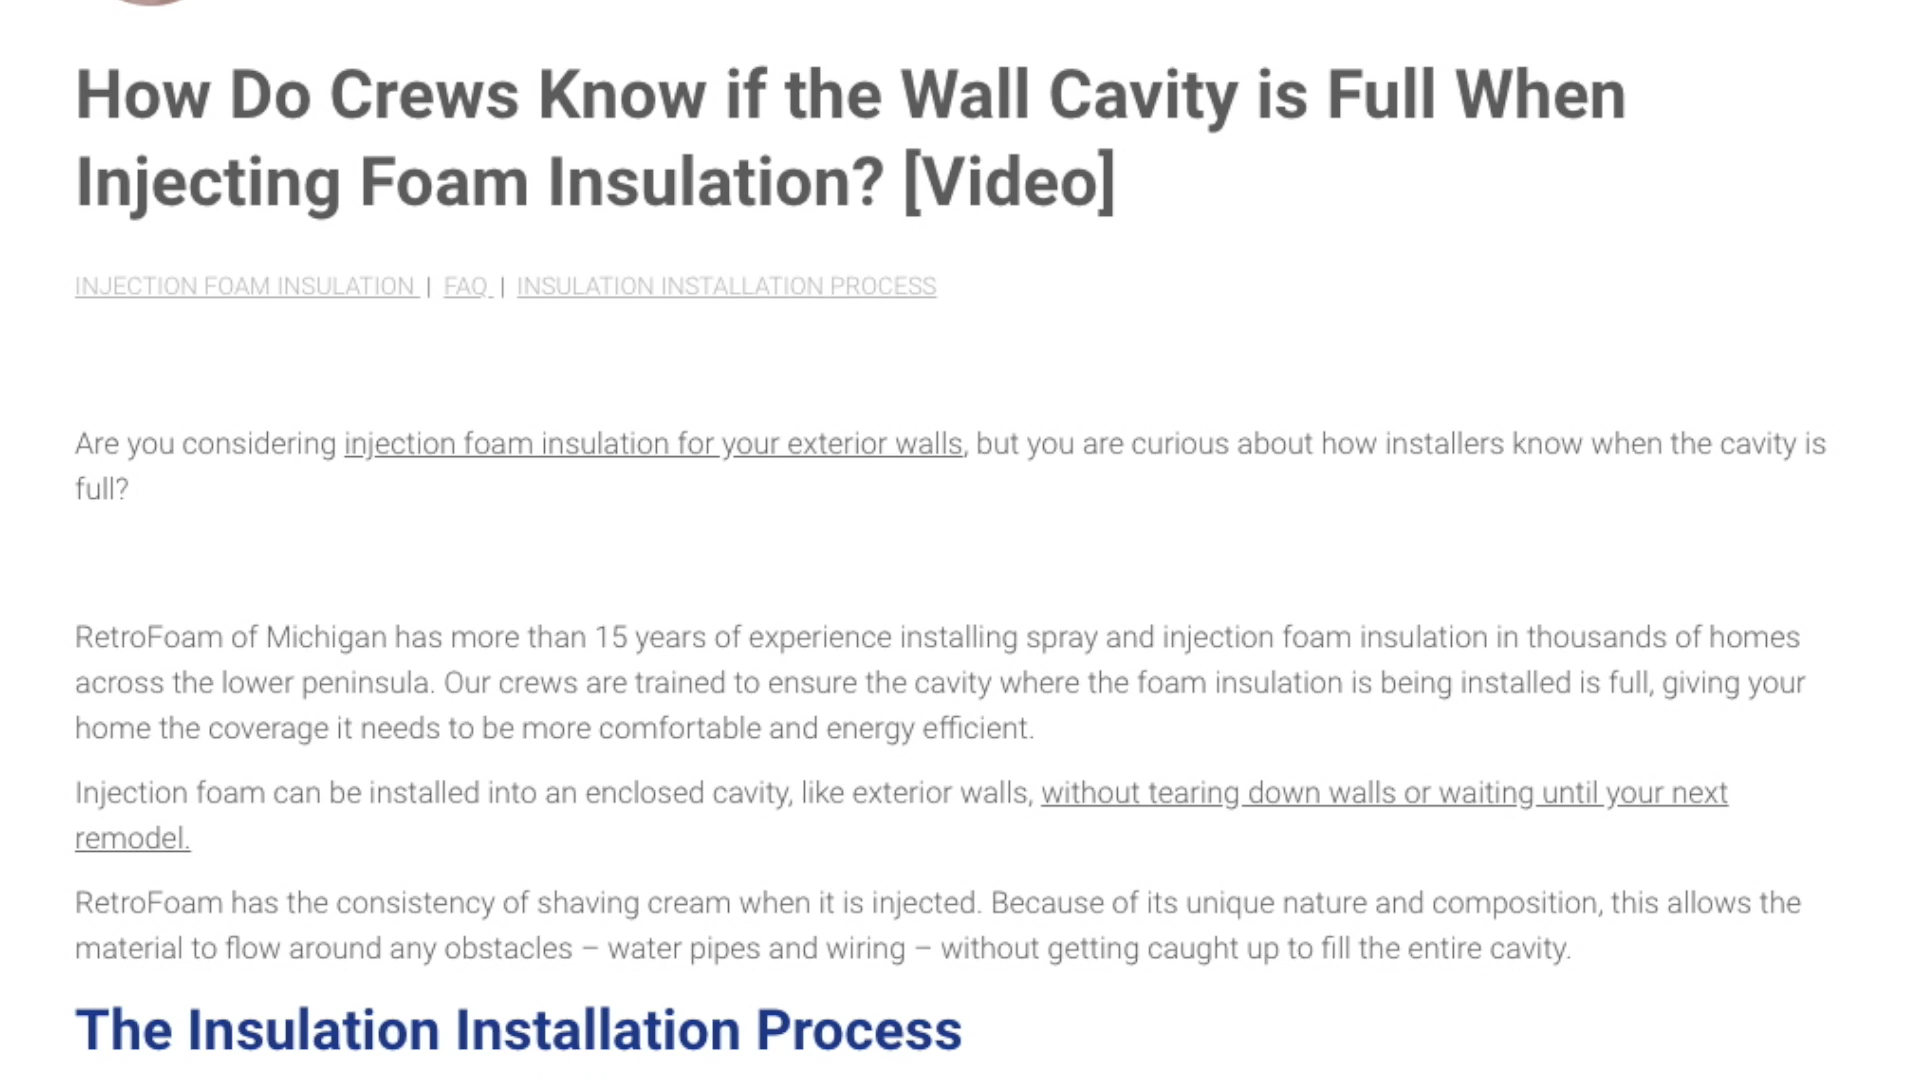 How Do Crews Know if the Wall Cavity is Full When
Injecting Foam Insulation? [Video]
INJECTION FOAM INSULATION | FAQ | INSULATION INSTALLATION PROCESS
Are you considering injection foam insulation for your exterior walls, but you are curious about how installers know when the cavity is
full?
RetroFoam of Michigan has more than 15 years of experience installing spray and injection foam insulation in thousands of homes
across the lower peninsula. Our crews are trained to ensure the cavity where the foam insulation is being installed is full, giving your
home the coverage it needs to be more comfortable and energy efficient.
Injection foam can be installed into an enclosed cavity, like exterior walls, without tearing down walls or waiting until your next
remodel.
RetroFoam has the consistency of shaving cream when it is injected. Because of its unique nature and composition, this allows the
material to flow around any obstacles – water pipes and wiring – without getting caught up to fill the entire cavity.
The Insulation Installation Process